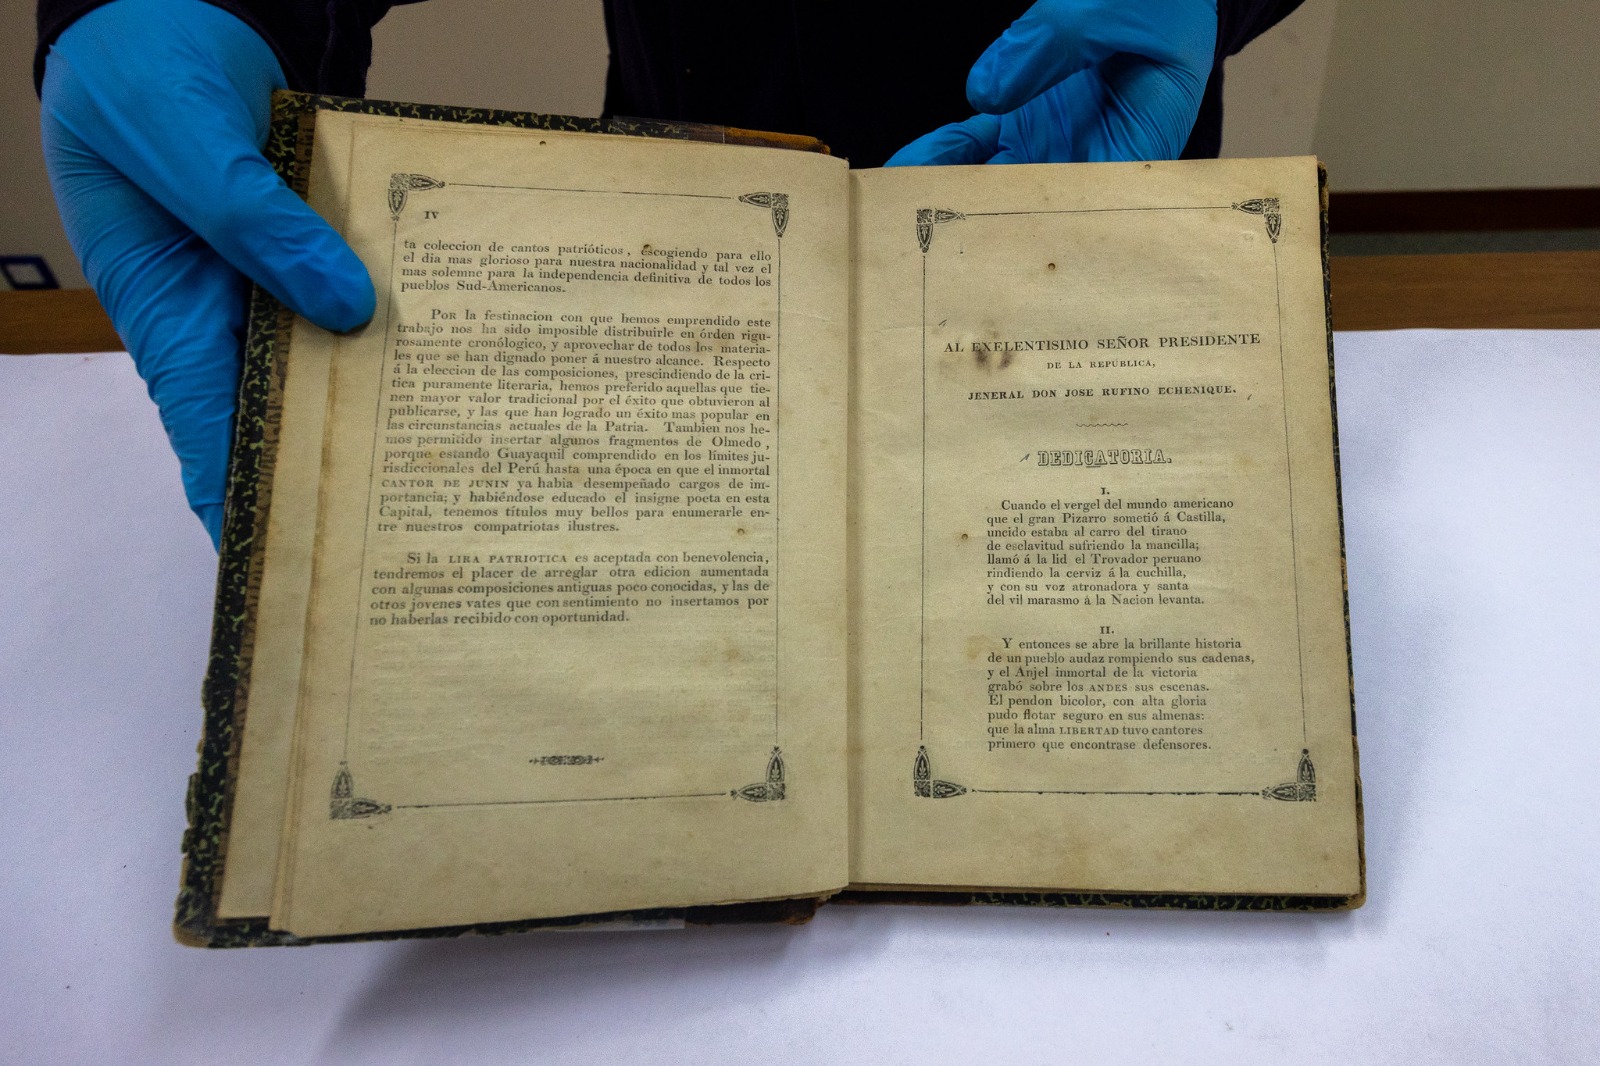 IV
ta coleccion de cantos patrióticos, escogiendo para ello
el dia mas glorioso para nuestra nacionalidad y tal vez el
mas solemne para la independencia definitiva de todos los
pueblos Sud-Americanos.
POR la festinacion con que hemos emprendido este
trabajo nos ha sido imposible distribuirle en órden rigu-
rosamente cronólogico, y aprovechar de todos los materia-
les que se han dignado poner á nuestro alcance. Respecto
á la eleccion de las composiciones, prescindiendo de la crí-
tica puramente literaria, hemos preferido aquellas que tie-
nen mayor valor tradicional por el éxito que obtuvieron al
publicarse, y las que han logrado un éxito mas popular en
las circunstancias actuales de la Patria. Tambien nos he-
mos permitido insertar algunos fragmentos de Olmedo,
porque estando Guayaquil comprendido en los límites ju-
risdiccionales del Perú hasta una época en que el inmortal
CANTOR DE JUNIN ya habia desempeñado cargos de im-
portancia; y habiéndose educado el insigne poeta en esta
Capital, tenemos títulos muy bellos para enumerarle en-
tre nuestros compatriotas ilustres.
Si la LIRA PATRIOTICA es aceptada con benevolencia,
tendremos el placer de arreglar otra edicion aumentada
con algunas composiciones antiguas poco conocidas, y las de
otros jovenes vates que con sentimiento no insertamos por
no haberlas recibido con oportunidad.
AL EXELENTISIMO SEÑOR PRESIDENTE
DE LA REPÚBLICA,
JENERAL DON JOSE RUFINO ECHENIQUE.
DEDICATORIA.
I.
Cuando el vergel del mundo americano
que el gran Pizarro sometió á Castilla,
uncido estaba al carro del tirano
de esclavitud sufriendo la mancilla;
llamó á la lid el Trovador peruano
rindiendo la cerviz á la cuchilla,
y con su voz atronadora y santa
del vil marasmo á la Nacion levanta.
II.
Y entonces se abre la brillante historia
de un pueblo audaz rompiendo sus cadenas,
y el Anjel inmortal de la victoria
grabó sobre los ANDES sus escenas.
El pendon bicolor, con alta gloria
pudo flotar seguro en sus almenas:
que la alma LIBERTAD tuvo cantores
primero que encontrase defensores.